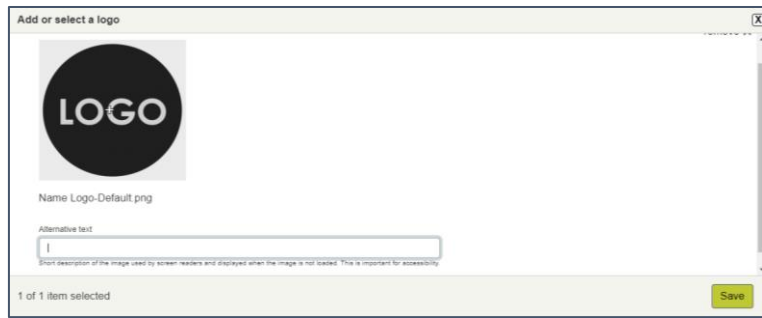 Add or select a logo
X
LOGO
Name Logo-Default.png
Alternative text
Short description of the image used by screen readers and displayed when the image is not loaded. This is important for accessibility.
1 of 1 item selected
Save